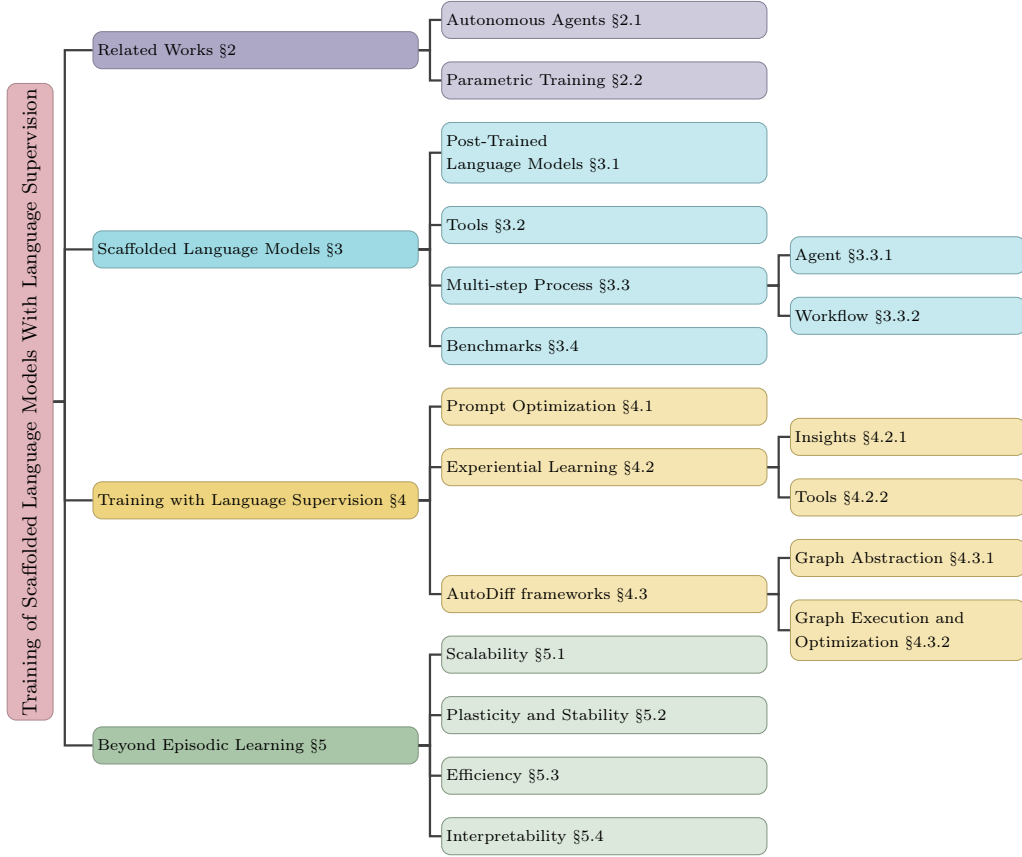 Training of Scaffolded Language Models With Language Supervision
Related Works §2
Autonomous Agents §2.1
Parametric Training §2.2
Scaffolded Language Models §3
Post-Trained
Language Models §3.1
Tools §3.2
Multi-step Process §3.3
Agent §3.3.1
Workflow §3.3.2
Benchmarks §3.4
Training with Language Supervision §4
Prompt Optimization §4.1
Experiential Learning §4.2
Insights §4.2.1
Tools §4.2.2
AutoDiff frameworks §4.3
Graph Abstraction §4.3.1
Graph Execution and
Optimization §4.3.2
Beyond Episodic Learning §5
Scalability §5.1
Plasticity and Stability §5.2
Efficiency §5.3
Interpretability §5.4